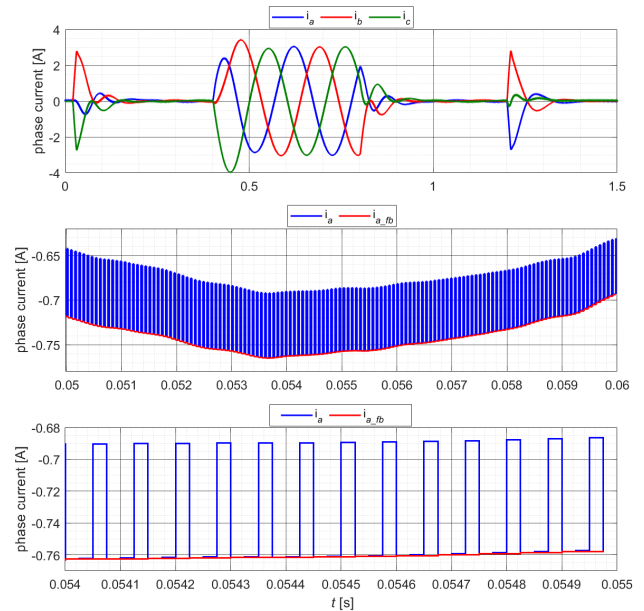 i_a i_b i_c
phase current [A]
4
2
0
-2
-4
0 0.5 1 1.5
i_a i_a_fb
phase current [A]
-0.65
-0.7
-0.75
0.05 0.051 0.052 0.053 0.054 0.055 0.056 0.057 0.058 0.059 0.06
i_a i_a_fb
phase current [A]
-0.68
-0.7
-0.72
-0.74
-0.76
0.054 0.0541 0.0542 0.0543 0.0544 0.0545 0.0546 0.0547 0.0548 0.0549 0.055
t [s]